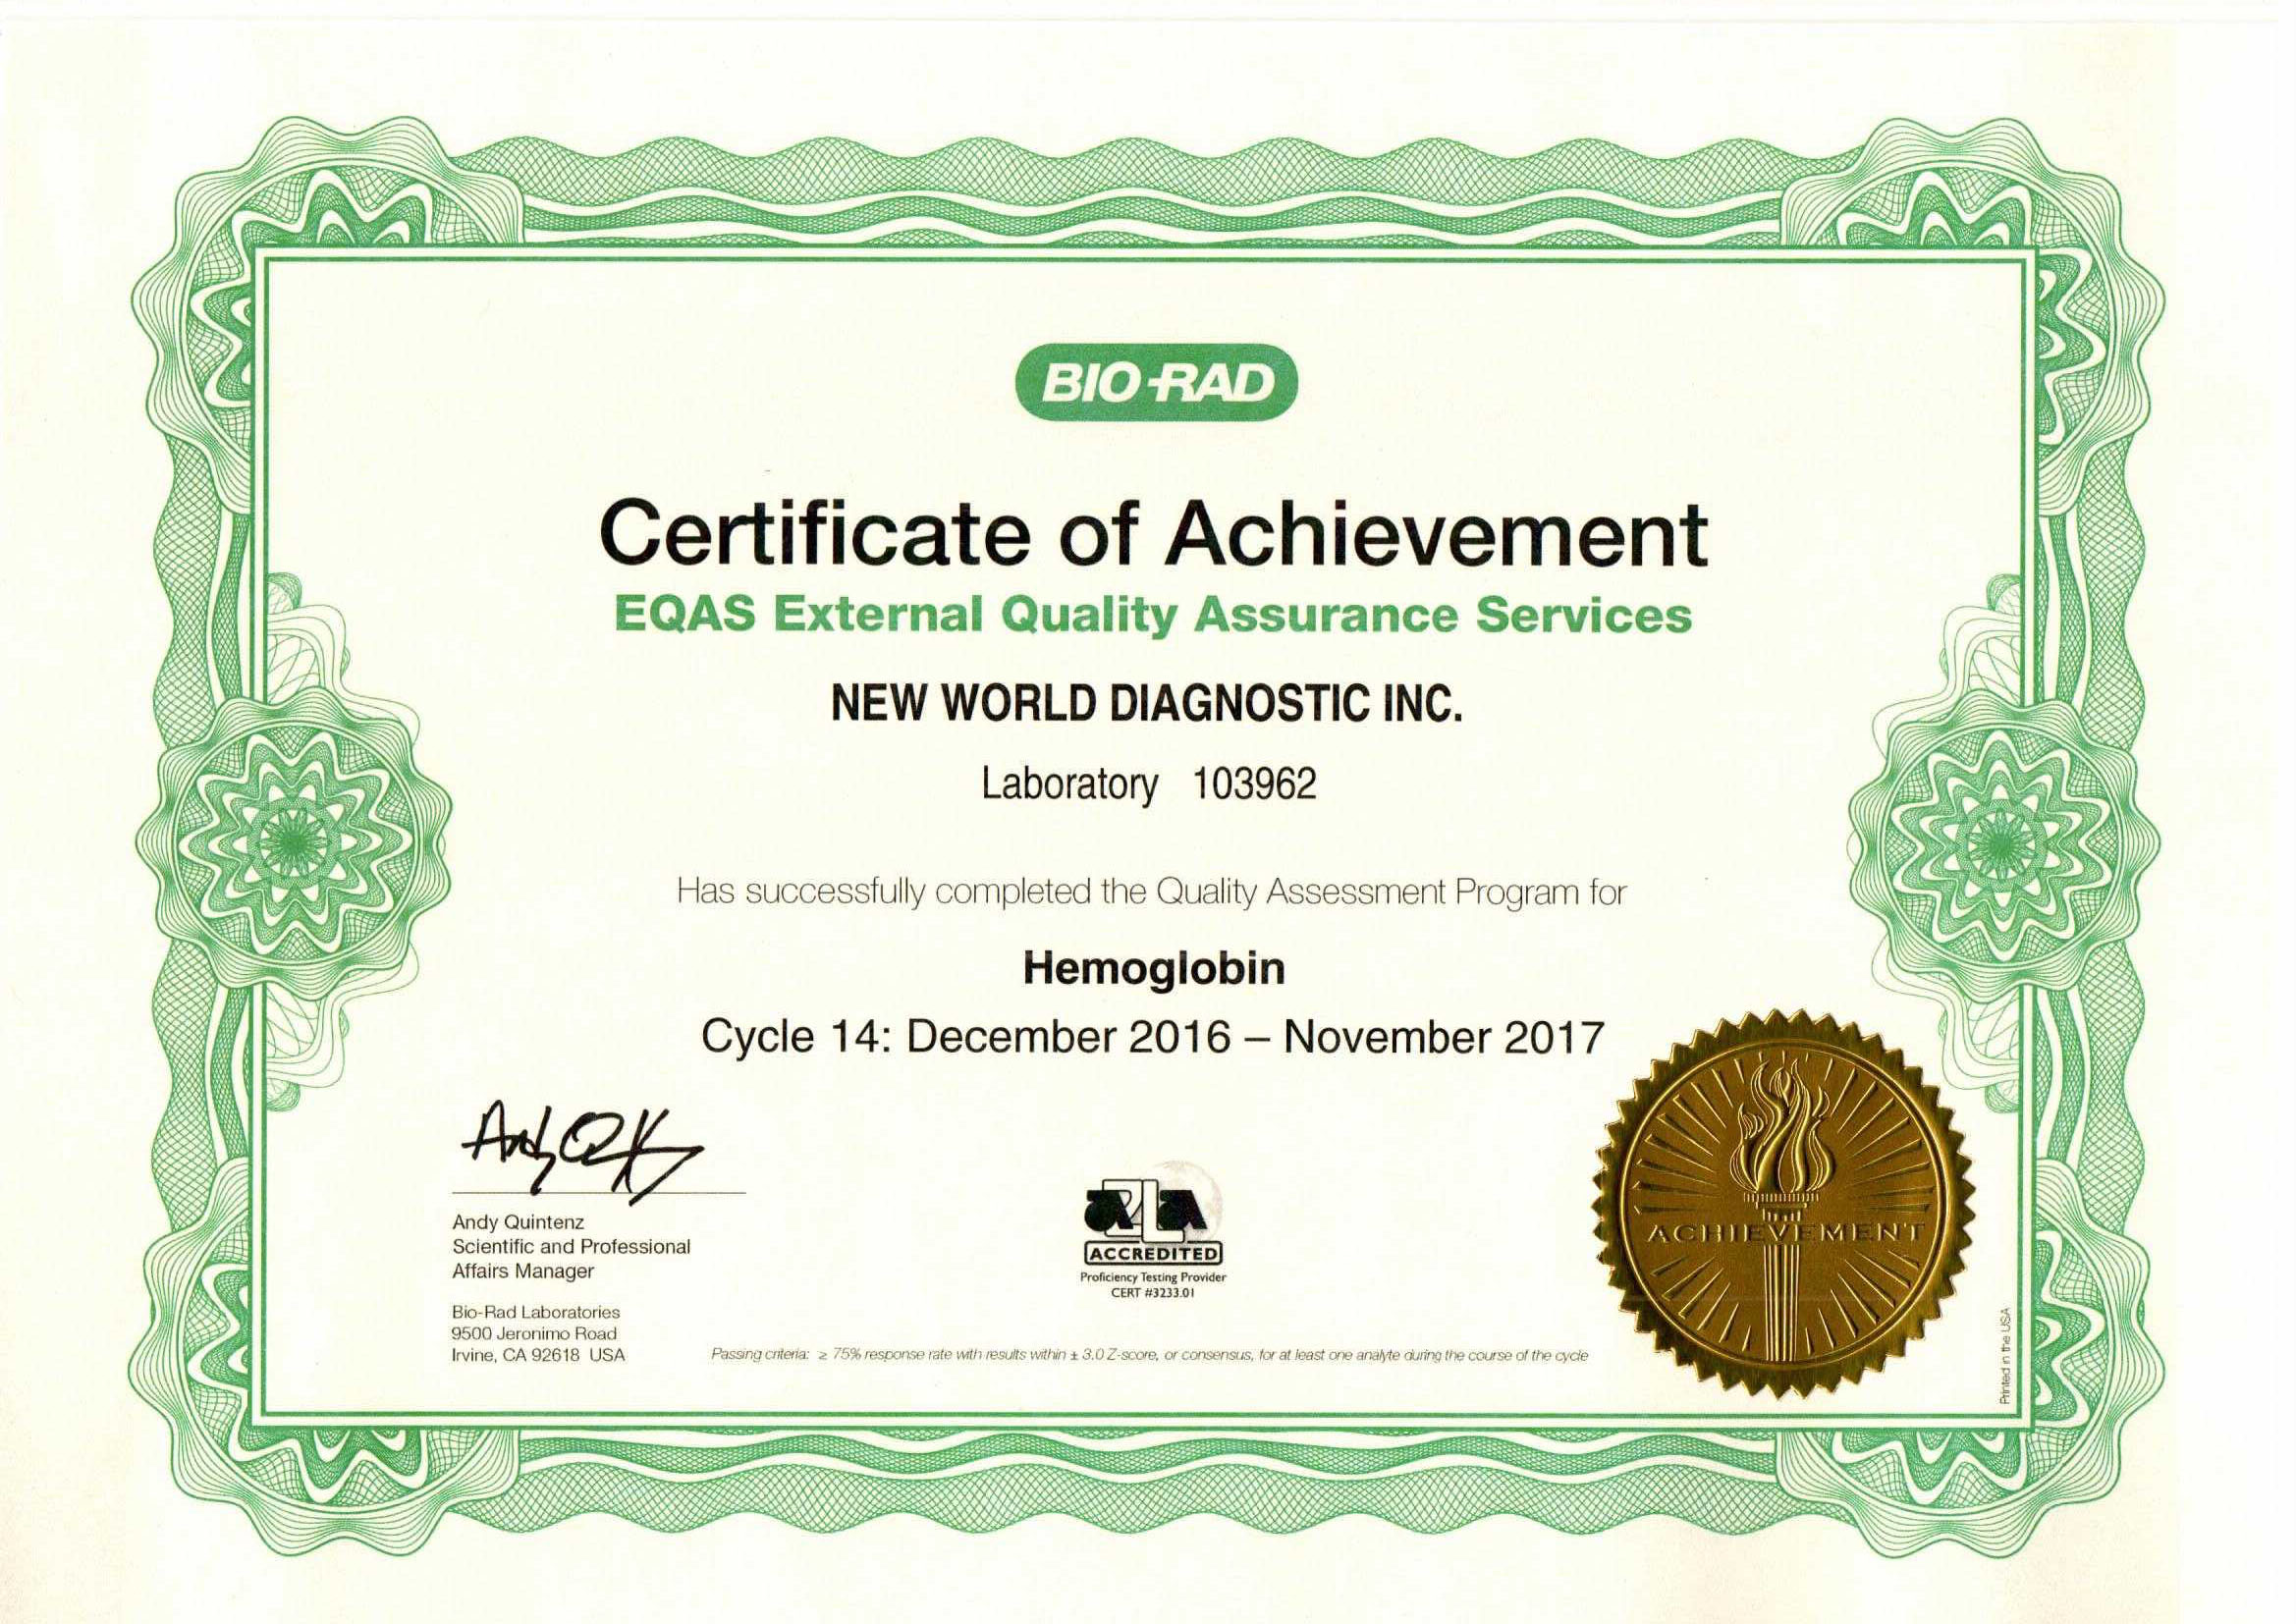 BIO-RAD
Certificate of Achievement
EQAS External Quality Assurance Services
NEW WORLD DIAGNOSTIC INC.
Laboratory 103962
Has successfully completed the Quality Assessment Program for
Hemoglobin
Cycle 14: December 2016 – November 2017
Andy Quintenz
Scientific and Professional
Affairs Manager
Bio-Rad Laboratories
9500 Jeronimo Road
Irvine, CA 92618 USA
A2LA
ACCREDITED
Proficiency Testing Provider
CERT #3233.01
Passing criteria: ≥ 75% response rate with results within ± 3.0 Z-score, or consensus, for at least one analyte during the course of the cycle
ACHIEVEMENT
Printed in the USA